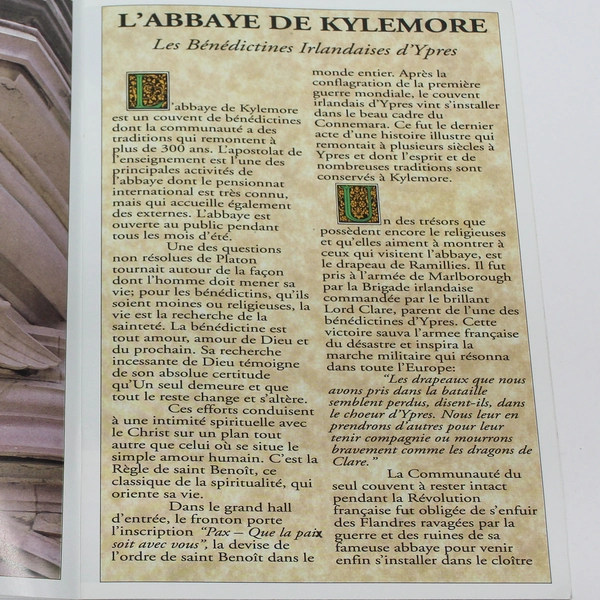 L'ABBAYE DE KYLEMORE
Les Bénédictines Irlandaises d'Ypres
L'abbaye de Kylemore
est un couvent de bénédictines
dont la communauté a des
traditions qui remontent à
plus de 300 ans. L'apostolat de
l'enseignement est l'une des
principales activités de
l'abbaye dont le pensionnat
international est très connu,
mais qui accueille également
des externes. L'abbaye est
ouverte au public pendant
tous les mois d'été.
Une des questions
non résolues de Platon
tournait autour de la façon
dont l'homme doit mener sa
vie; pour les bénédictins, qu'ils
soient moines ou religieuses, la
vie est la recherche de la
sainteté. La bénédictine est
tout amour, amour de Dieu et
du prochain. Sa recherche
incessante de Dieu témoigne
de son absolue certitude
qu'Un seul demeure et que
tout le reste change et s'altère.
Ces efforts conduisent
à une intimité spirituelle avec
le Christ sur un plan tout
autre que celui où se situe le
simple amour humain. C'est la
Règle de saint Benoît, ce
classique de la spiritualité, qui
oriente sa vie.
Dans le grand hall
d'entrée, le fronton porte
l'inscription "Pax – Que la paix
soit avec vous", la devise de
l'ordre de saint Benoît dans le
monde entier. Après la
conflagration de la première
guerre mondiale, le couvent
irlandais d'Ypres vint s'installer
dans le beau cadre du
Connemara. Ce fut le dernier
acte d'une histoire illustre qui
remontait à plusieurs siècles à
Ypres et dont l'esprit et de
nombreuses traditions sont
conservés à Kylemore.
Un des trésors que
possèdent encore le religieuses
et qu'elles aiment à montrer à
ceux qui visitent l'abbaye, est
le drapeau de Ramillies. Il fut
pris à l'armée de Marlborough
par la Brigade irlandaise
commandée par le brillant
Lord Clare, parent de l'une des
bénédictines d'Ypres. Cette
victoire sauva l'armee française
du désastre et inspira la
marche militaire qui résonna
dans toute l'Europe:
"Les drapeaux que nous
avons pris dans la bataille
semblent perdus, disent-ils, dans
le choeur d'Ypres. Nous leur en
prendrons d'autres pour leur
tenir compagnie ou mourrons
bravement comme les dragons de
Clare."
La Communauté du
seul couvent à rester intact
pendant la Révolution
française fut obligée de s'enfuir
des Flandres ravagées par la
guerre et des ruines de sa
fameuse abbaye pour venir
enfin s'installer dans le cloître